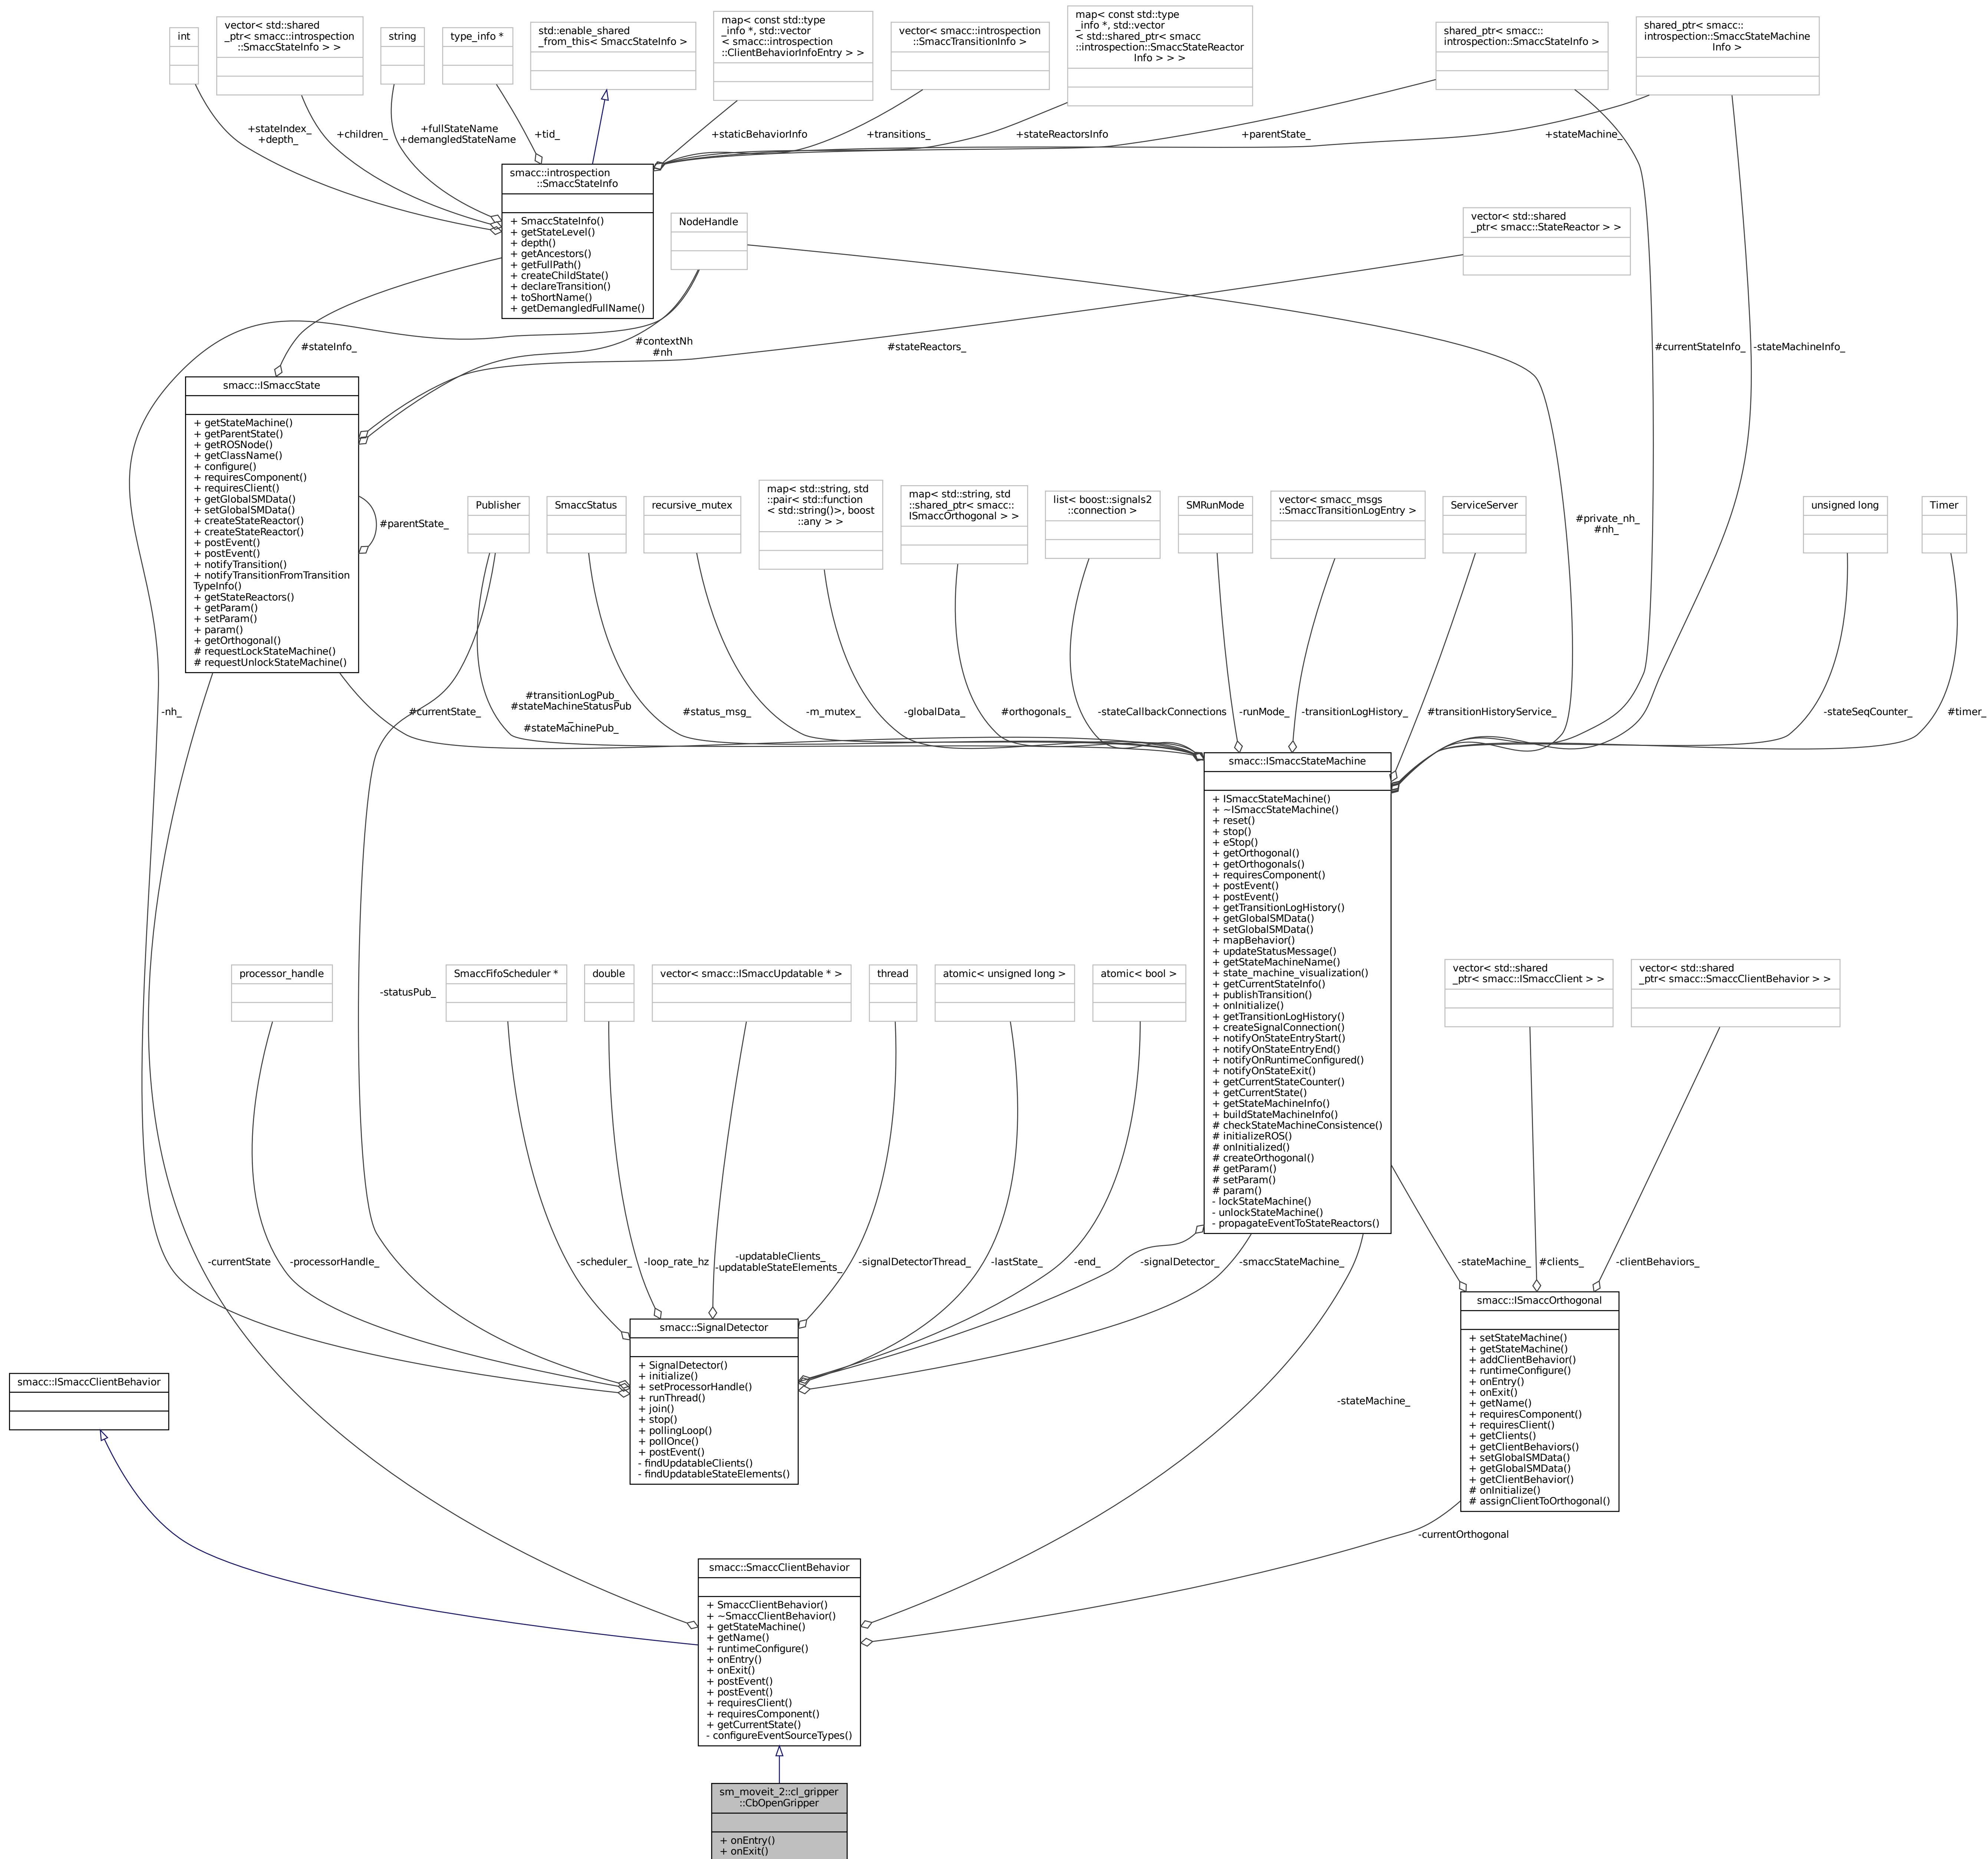 int
vector< std::shared
_ptr< smacc::introspection
::SmaccStateInfo > >
string
type_info *
std::enable_shared
_from_this< SmaccStateInfo >
map< const std::type
_info *, std::vector
< smacc::introspection
::ClientBehaviorInfoEntry > >
vector< smacc::introspection
::SmaccTransitionInfo >
map< const std::type
_info *, std::vector
< std::shared_ptr< smacc
::introspection::SmaccStateReactor
Info > > >
shared_ptr< smacc::
introspection::SmaccStateInfo >
shared_ptr< smacc::
introspection::SmaccStateMachine
Info >
+stateIndex_
+depth_
+children_
+fullStateName
+demangledStateName
+tid_
+staticBehaviorInfo
+transitions_
+stateReactorsInfo
+parentState_
+stateMachine_
smacc::introspection
::SmaccStateInfo
+ SmaccStateInfo()
+ getStateLevel()
+ depth()
+ getAncestors()
+ getFullPath()
+ createChildState()
+ declareTransition()
+ toShortName()
+ getDemangledFullName()
NodeHandle
vector< std::shared
_ptr< smacc::StateReactor > >
#stateInfo_
#contextNh
#nh
#stateReactors_
#currentStateInfo_
-stateMachineInfo_
smacc::ISmaccState
+ getStateMachine()
+ getParentState()
+ getROSNode()
+ getClassName()
+ configure()
+ requiresComponent()
+ requiresClient()
+ getGlobalSMData()
+ setGlobalSMData()
+ createStateReactor()
+ createStateReactor()
+ postEvent()
+ postEvent()
+ notifyTransition()
+ notifyTransitionFromTransition
TypeInfo()
+ getStateReactors()
+ getParam()
+ setParam()
+ param()
+ getOrthogonal()
# requestLockStateMachine()
# requestUnlockStateMachine()
#parentState_
Publisher
SmaccStatus
recursive_mutex
map< std::string, std
::pair< std::function
< std::string()>, boost
::any > >
map< std::string, std
::shared_ptr< smacc::
ISmaccOrthogonal > >
list< boost::signals2
::connection >
SMRunMode
vector< smacc_msgs
::SmaccTransitionLogEntry >
ServiceServer
#private_nh_
#nh_
unsigned long
Timer
-nh_
#currentState_
#transitionLogPub_
#stateMachineStatusPub
_
#stateMachinePub_
#status_msg_
-m_mutex_
-globalData_
#orthogonals_
-stateCallbackConnections
-runMode_
-transitionLogHistory_
#transitionHistoryService_
-stateSeqCounter_
#timer_
smacc::ISmaccStateMachine
+ ISmaccStateMachine()
+ ~ISmaccStateMachine()
+ reset()
+ stop()
+ eStop()
+ getOrthogonal()
+ getOrthogonals()
+ requiresComponent()
+ postEvent()
+ postEvent()
+ getTransitionLogHistory()
+ getGlobalSMData()
+ setGlobalSMData()
+ mapBehavior()
+ updateStatusMessage()
+ getStateMachineName()
+ state_machine_visualization()
+ getCurrentStateInfo()
+ publishTransition()
+ onInitialize()
+ getTransitionLogHistory()
+ createSignalConnection()
+ notifyOnStateEntryStart()
+ notifyOnStateEntryEnd()
+ notifyOnRuntimeConfigured()
+ notifyOnStateExit()
+ getCurrentStateCounter()
+ getCurrentState()
+ getStateMachineInfo()
+ buildStateMachineInfo()
# checkStateMachineConsistence()
# initializeROS()
# onInitialized()
# createOrthogonal()
# getParam()
# setParam()
# param()
- lockStateMachine()
- unlockStateMachine()
- propagateEventToStateReactors()
processor_handle
-statusPub_
SmaccFifoScheduler *
double
vector< smacc::ISmaccUpdatable * >
thread
atomic< unsigned long >
atomic< bool >
vector< std::shared
_ptr< smacc::ISmaccClient > >
vector< std::shared
_ptr< smacc::SmaccClientBehavior > >
-currentState
-processorHandle_
-scheduler_
-loop_rate_hz
-updatableClients_
-updatableStateElements_
-signalDetectorThread_
-lastState_
-end_
-signalDetector_
-smaccStateMachine_
-stateMachine_
#clients_
-clientBehaviors_
smacc::SignalDetector
+ SignalDetector()
+ initialize()
+ setProcessorHandle()
+ runThread()
+ join()
+ stop()
+ pollingLoop()
+ pollOnce()
+ postEvent()
- findUpdatableClients()
- findUpdatableStateElements()
smacc::ISmaccOrthogonal
+ setStateMachine()
+ getStateMachine()
+ addClientBehavior()
+ runtimeConfigure()
+ onEntry()
+ onExit()
+ getName()
+ requiresComponent()
+ requiresClient()
+ getClients()
+ getClientBehaviors()
+ setGlobalSMData()
+ getGlobalSMData()
+ getClientBehavior()
# onInitialize()
# assignClientToOrthogonal()
smacc::ISmaccClientBehavior
-stateMachine_
-currentOrthogonal
smacc::SmaccClientBehavior
+ SmaccClientBehavior()
+ ~SmaccClientBehavior()
+ getStateMachine()
+ getName()
+ runtimeConfigure()
+ onEntry()
+ onExit()
+ postEvent()
+ postEvent()
+ requiresClient()
+ requiresComponent()
+ getCurrentState()
- configureEventSourceTypes()
sm_moveit_2::cl_gripper
::CbOpenGripper
+ onEntry()
+ onExit()